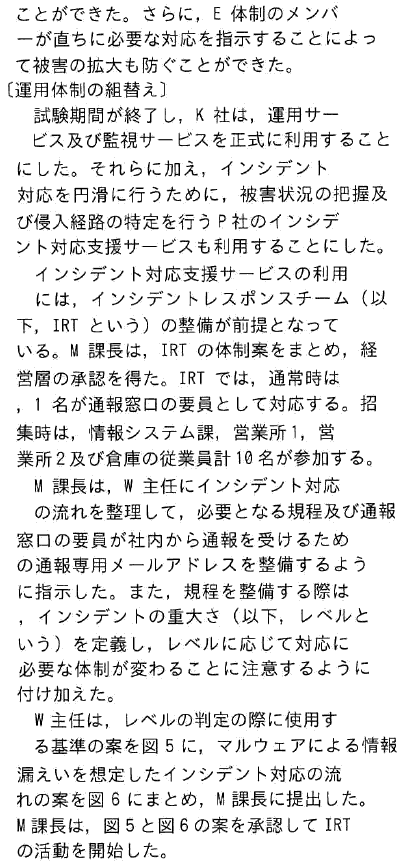 ことができた。さらに，E 体制のメンバ
ーが直ちに必要な対応を指示することによっ
て被害の拡大も防ぐことができた。
〔運用体制の組替え〕
試験期間が終了し，K 社は，運用サー
ビス及び監視サービスを正式に利用すること
にした。それらに加え，インシデント
対応を円滑に行うために，被害状況の把握及
び侵入経路の特定を行うP社のインシデ
ント対応支援サービスも利用することにした。
インシデント対応支援サービスの利用
には，インシデントレスポンスチーム（以
下，IRT という）の整備が前提となって
いる。M 課長は，IRT の体制案をまとめ，経
営層の承認を得た。IRT では，通常時は
，1 名が通報窓口の要員として対応する。招
集時は，情報システム課，営業所1，営
業所2及び倉庫の従業員計10名が参加する。
M 課長は，W 主任にインシデント対応
の流れを整理して，必要となる規程及び通報
窓口の要員が社内から通報を受けるため
の通報専用メールアドレスを整備するよう
に指示した。また，規程を整備する際は
，インシデントの重大さ（以下，レベルと
いう）を定義し，レベルに応じて対応に
必要な体制が変わることに注意するように
付け加えた。
W主任は，レベルの判定の際に使用す
る基準の案を図5に，マルウェアによる情報
漏えいを想定したインシデント対応の流
れの案を図6にまとめ，M課長に提出した。
M課長は，図5と図6の案を承認してIRT
の活動を開始した。